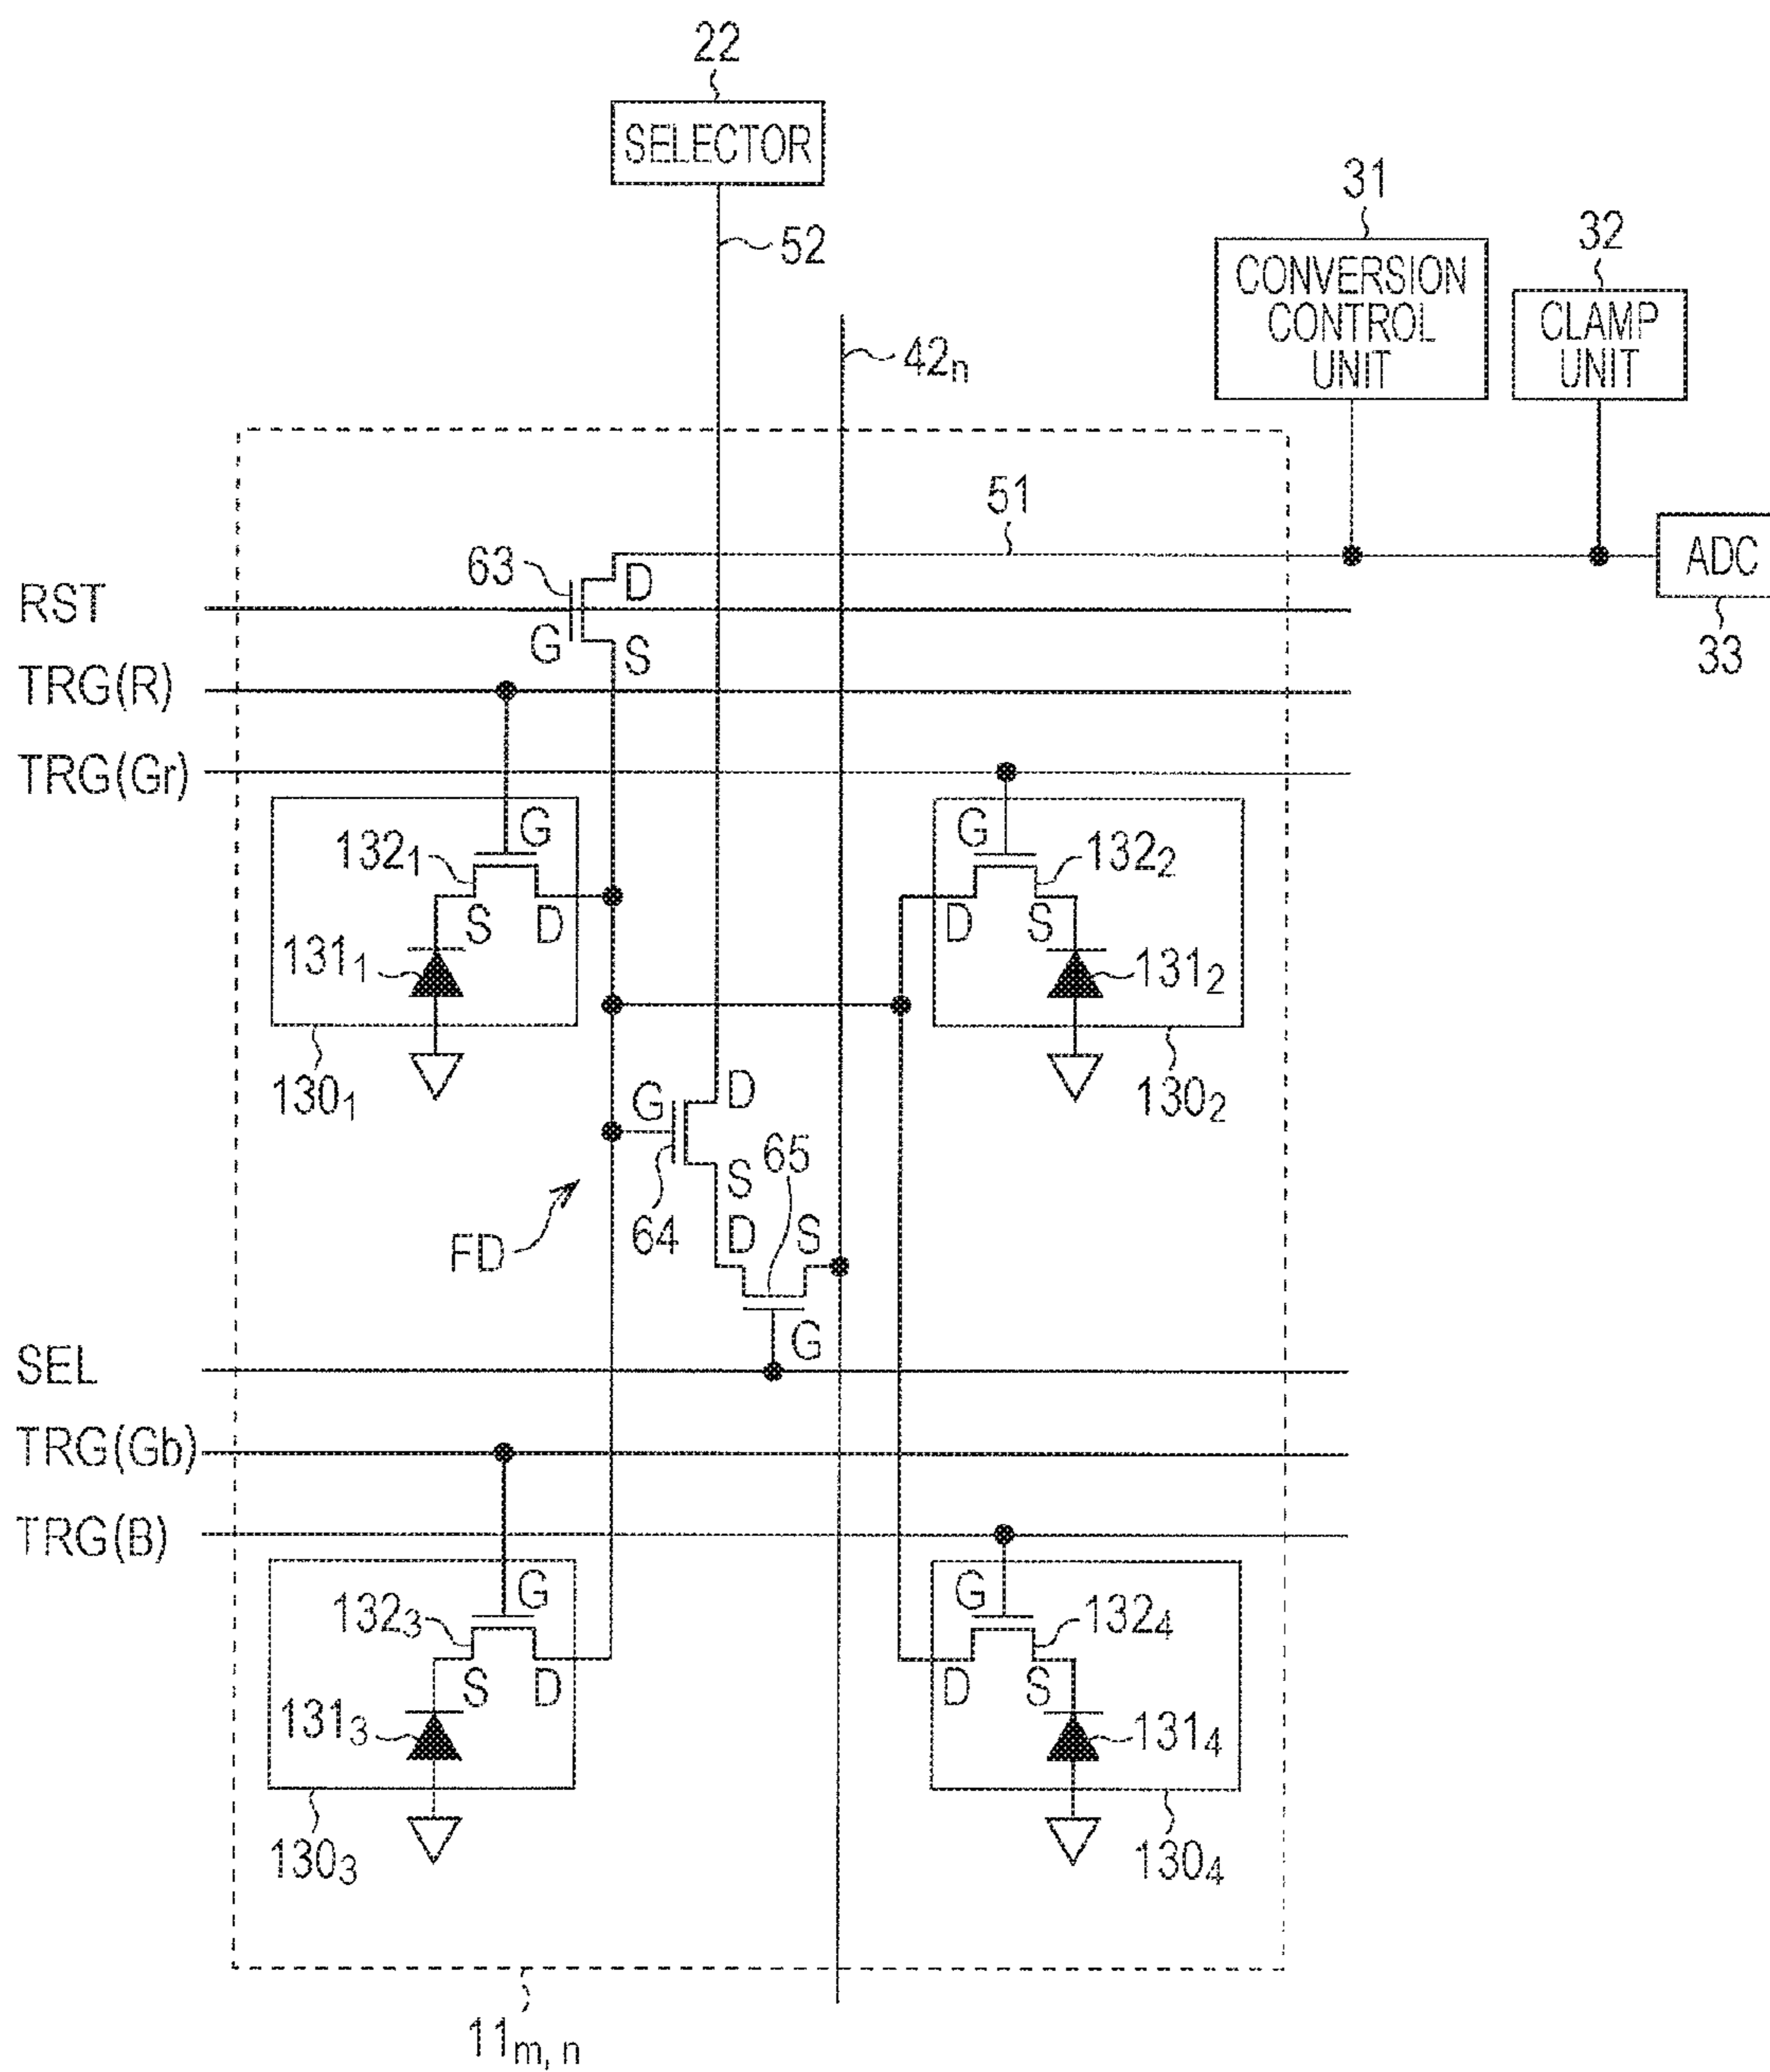 22
SELECTOR
52
31
CONVERSION
CONTROL
UNIT
32
CLAMP
UNIT
42n
51
ADC
33
63
D
G
S
RST
TRG(R)
TRG(Gr)
G
132₁
S
D
131₁
130₁
G
132₂
D
S
131₂
130₂
G
D
S
64
65
FD
D
S
G
SEL
TRG(Gb)
TRG(B)
G
132₃
S
D
131₃
130₃
G
132₄
D
S
131₄
130₄
11m, n